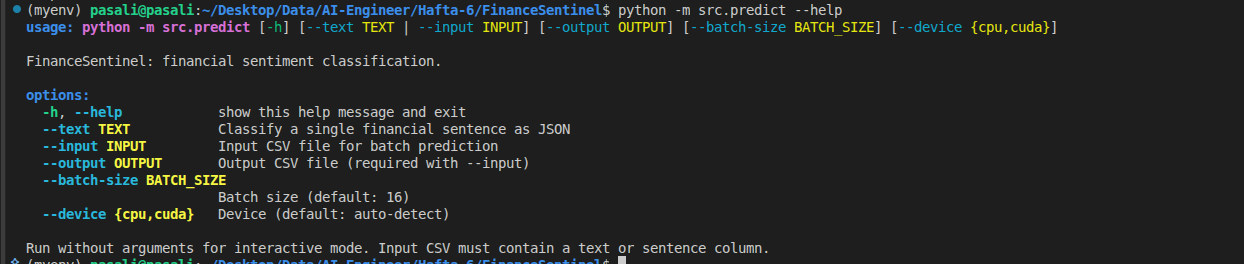 (myenv) pasali@pasali:~/Desktop/Data/AI-Engineer/Hafta-6/FinanceSentinel$ python -m src.predict --help
usage: python -m src.predict [-h] [--text TEXT | --input INPUT] [--output OUTPUT] [--batch-size BATCH_SIZE] [--device {cpu,cuda}]
FinanceSentinel: financial sentiment classification.
options:
-h, --help show this help message and exit
--text TEXT Classify a single financial sentence as JSON
--input INPUT Input CSV file for batch prediction
--output OUTPUT Output CSV file (required with --input)
--batch-size BATCH_SIZE
Batch size (default: 16)
--device {cpu,cuda} Device (default: auto-detect)
Run without arguments for interactive mode. Input CSV must contain a text or sentence column.
(myenv) pasali@pasali:~/Desktop/Data/AI-Engineer/Hafta-6/FinanceSentinel$